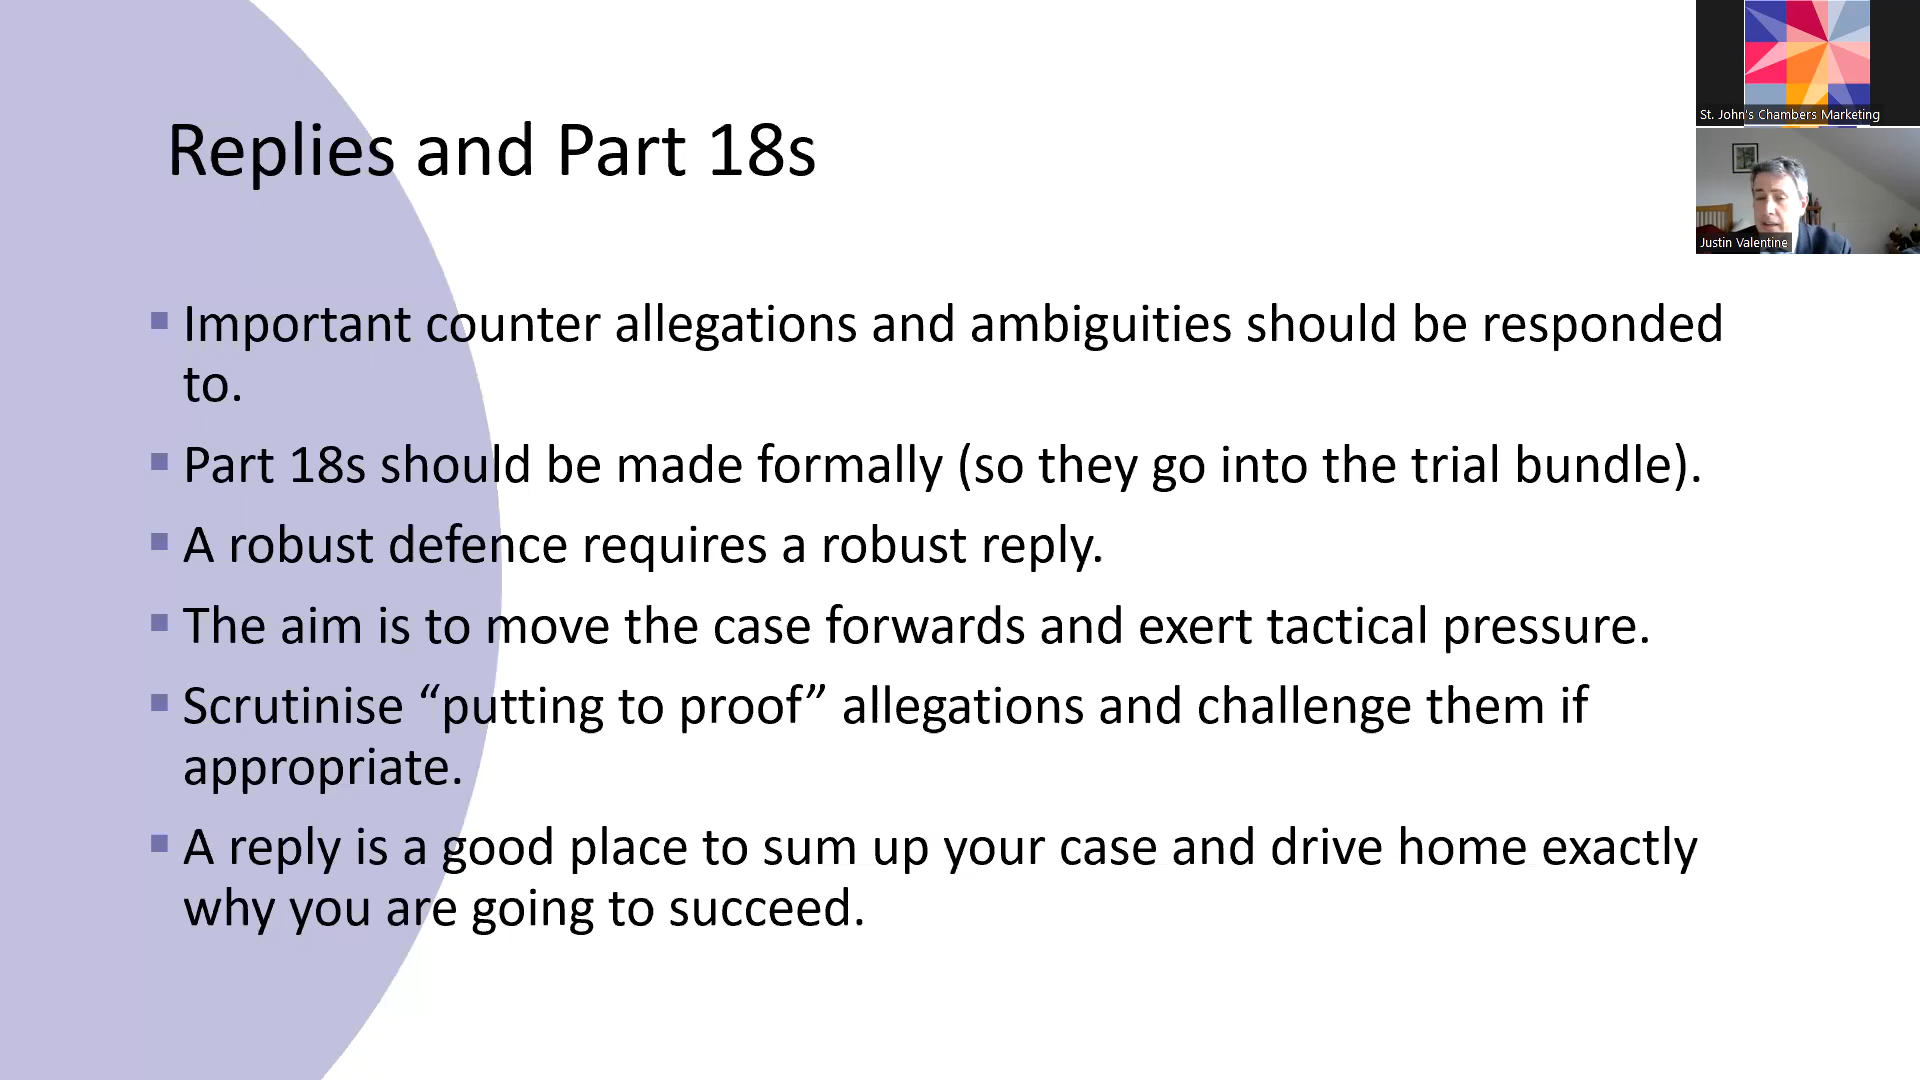 Replies and Part 18s
St. John's Chambers Marketing
Justin Valentine
▪ Important counter allegations and ambiguities should be responded
to.
▪ Part 18s should be made formally (so they go into the trial bundle).
▪ A robust defence requires a robust reply.
▪ The aim is to move the case forwards and exert tactical pressure.
▪ Scrutinise “putting to proof” allegations and challenge them if
appropriate.
▪ A reply is a good place to sum up your case and drive home exactly
why you are going to succeed.